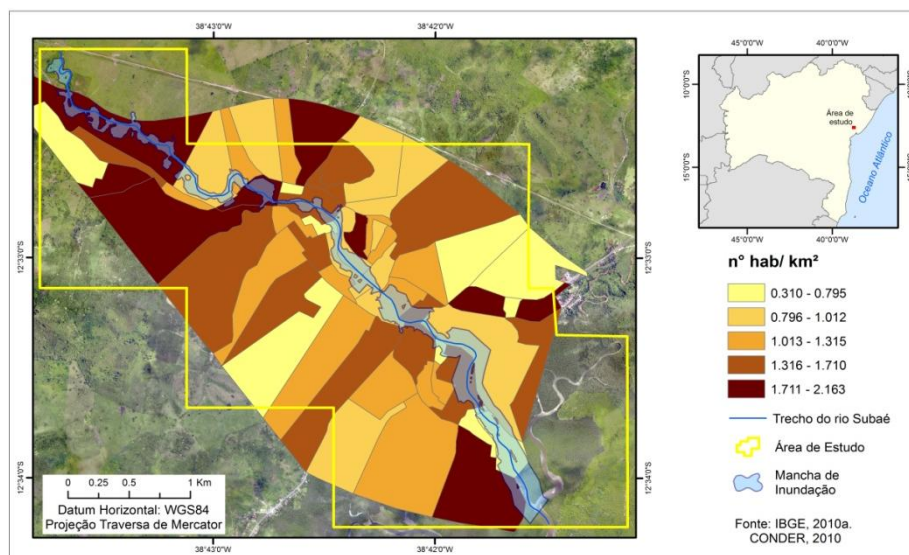 38°43'0"W
38°42'0"W
12°33'0"S
12°33'0"S
12°34'0"S
12°34'0"S
0 0.25 0.5 1 Km
Datum Horizontal: WGS84
Projeção Traversa de Mercator
38°43'0"W
38°42'0"W
45°0'0"W
40°0'0"W
10°0'0"S
Área de
estudo
15°0'0"S
Oceano Atlântico
45°0'0"W
40°0'0"W
n° hab/ km²
0.310 - 0.795
0.796 - 1.012
1.013 - 1.315
1.316 - 1.710
1.711 - 2.163
Trecho do rio Subaé
Área de Estudo
Mancha de
Inundação
Fonte: IBGE, 2010a.
CONDER, 2010